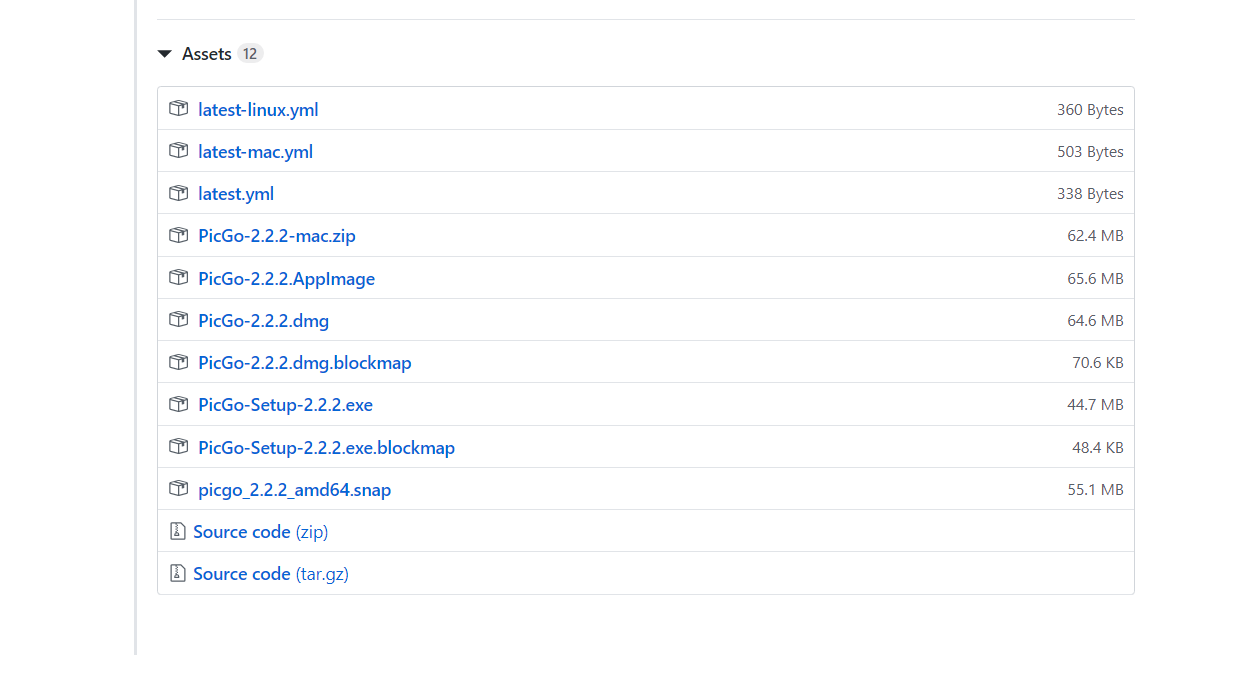 Assets 12
latest-linux.yml 360 Bytes
latest-mac.yml 503 Bytes
latest.yml 338 Bytes
PicGo-2.2.2-mac.zip 62.4 MB
PicGo-2.2.2.AppImage 65.6 MB
PicGo-2.2.2.dmg 64.6 MB
PicGo-2.2.2.dmg.blockmap 70.6 KB
PicGo-Setup-2.2.2.exe 44.7 MB
PicGo-Setup-2.2.2.exe.blockmap 48.4 KB
picgo_2.2.2_amd64.snap 55.1 MB
Source code (zip)
Source code (tar.gz)